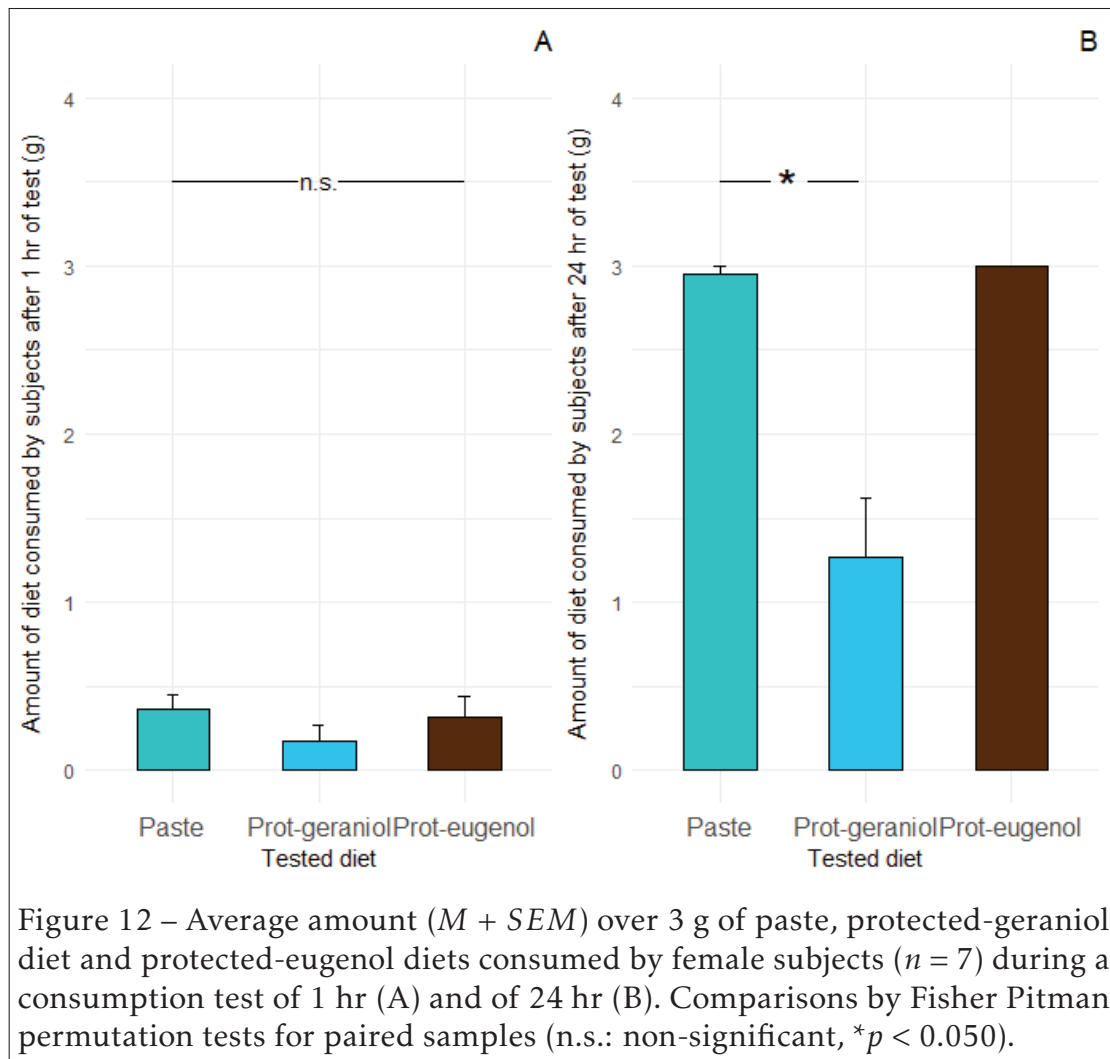 A
Amount of diet consumed by subjects after 1 hr of test (g)
4
3
2
1
0
n.s.
Paste
Prot-geraniol
Prot-eugenol
Tested diet
B
Amount of diet consumed by subjects after 24 hr of test (g)
4
3
2
1
0
*
Paste
Prot-geraniol
Prot-eugenol
Tested diet
Figure 12 – Average amount (M + SEM) over 3 g of paste, protected-geraniol
diet and protected-eugenol diets consumed by female subjects (n = 7) during a
consumption test of 1 hr (A) and of 24 hr (B). Comparisons by Fisher Pitman
permutation tests for paired samples (n.s.: non-significant, *p < 0.050).